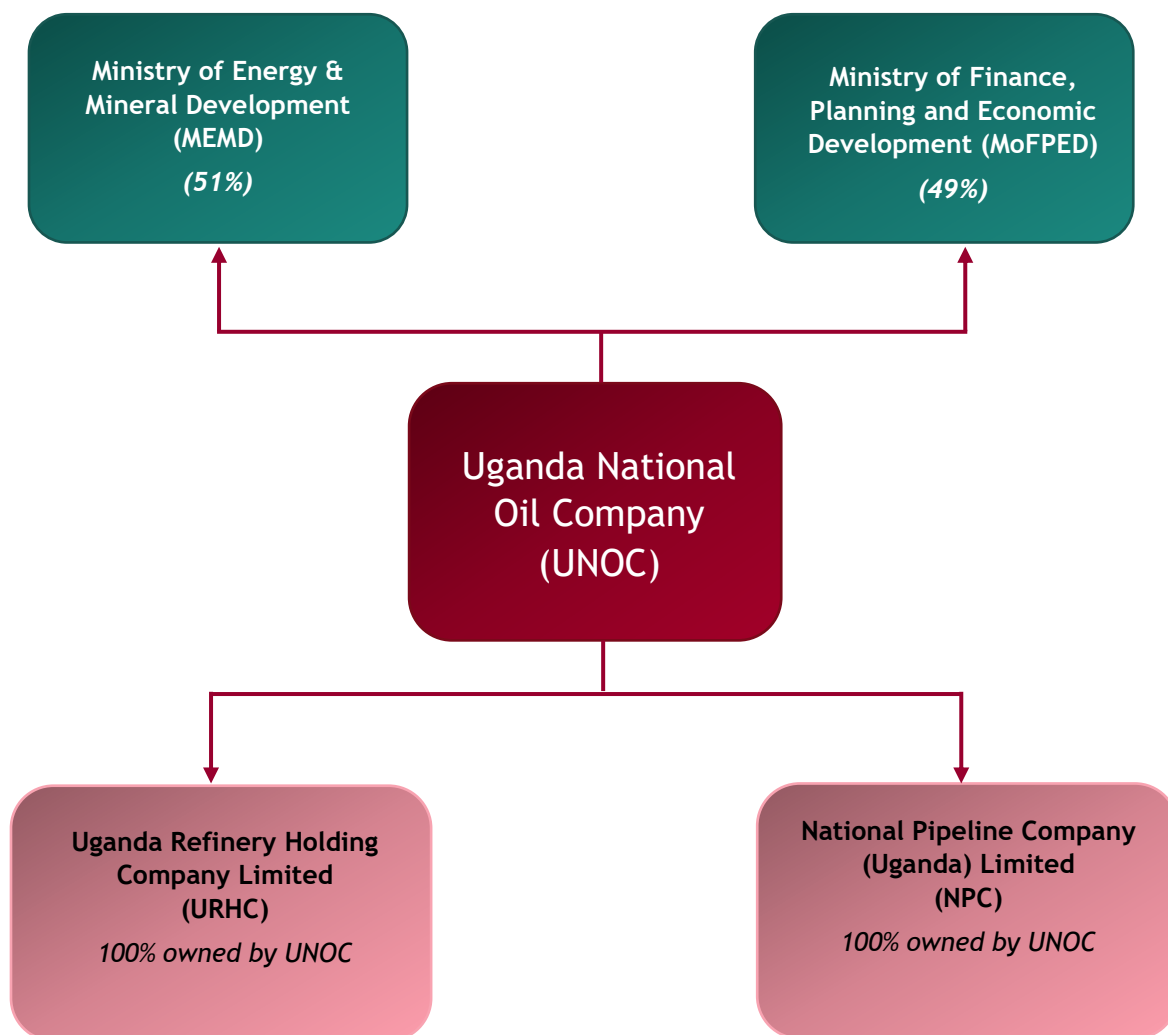 Ministry of Energy &
Mineral Development
(MEMD)
(51%)
Ministry of Finance,
Planning and Economic
Development (MoFPED)
(49%)
Uganda National
Oil Company
(UNOC)
Uganda Refinery Holding
Company Limited
(URHC)
100% owned by UNOC
National Pipeline Company
(Uganda) Limited
(NPC)
100% owned by UNOC